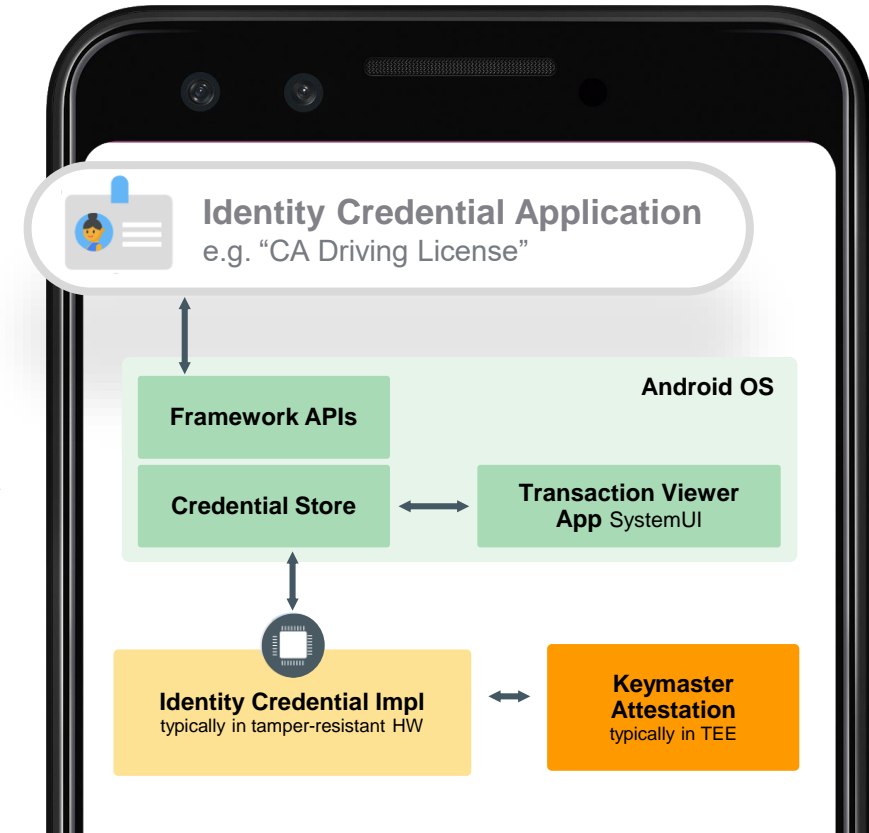 Identity Credential Application
e.g. “CA Driving License”
Android OS
Framework APIs
Credential Store
Transaction Viewer
App SystemUI
Identity Credential Impl
typically in tamper-resistant HW
Keymaster
Attestation
typically in TEE